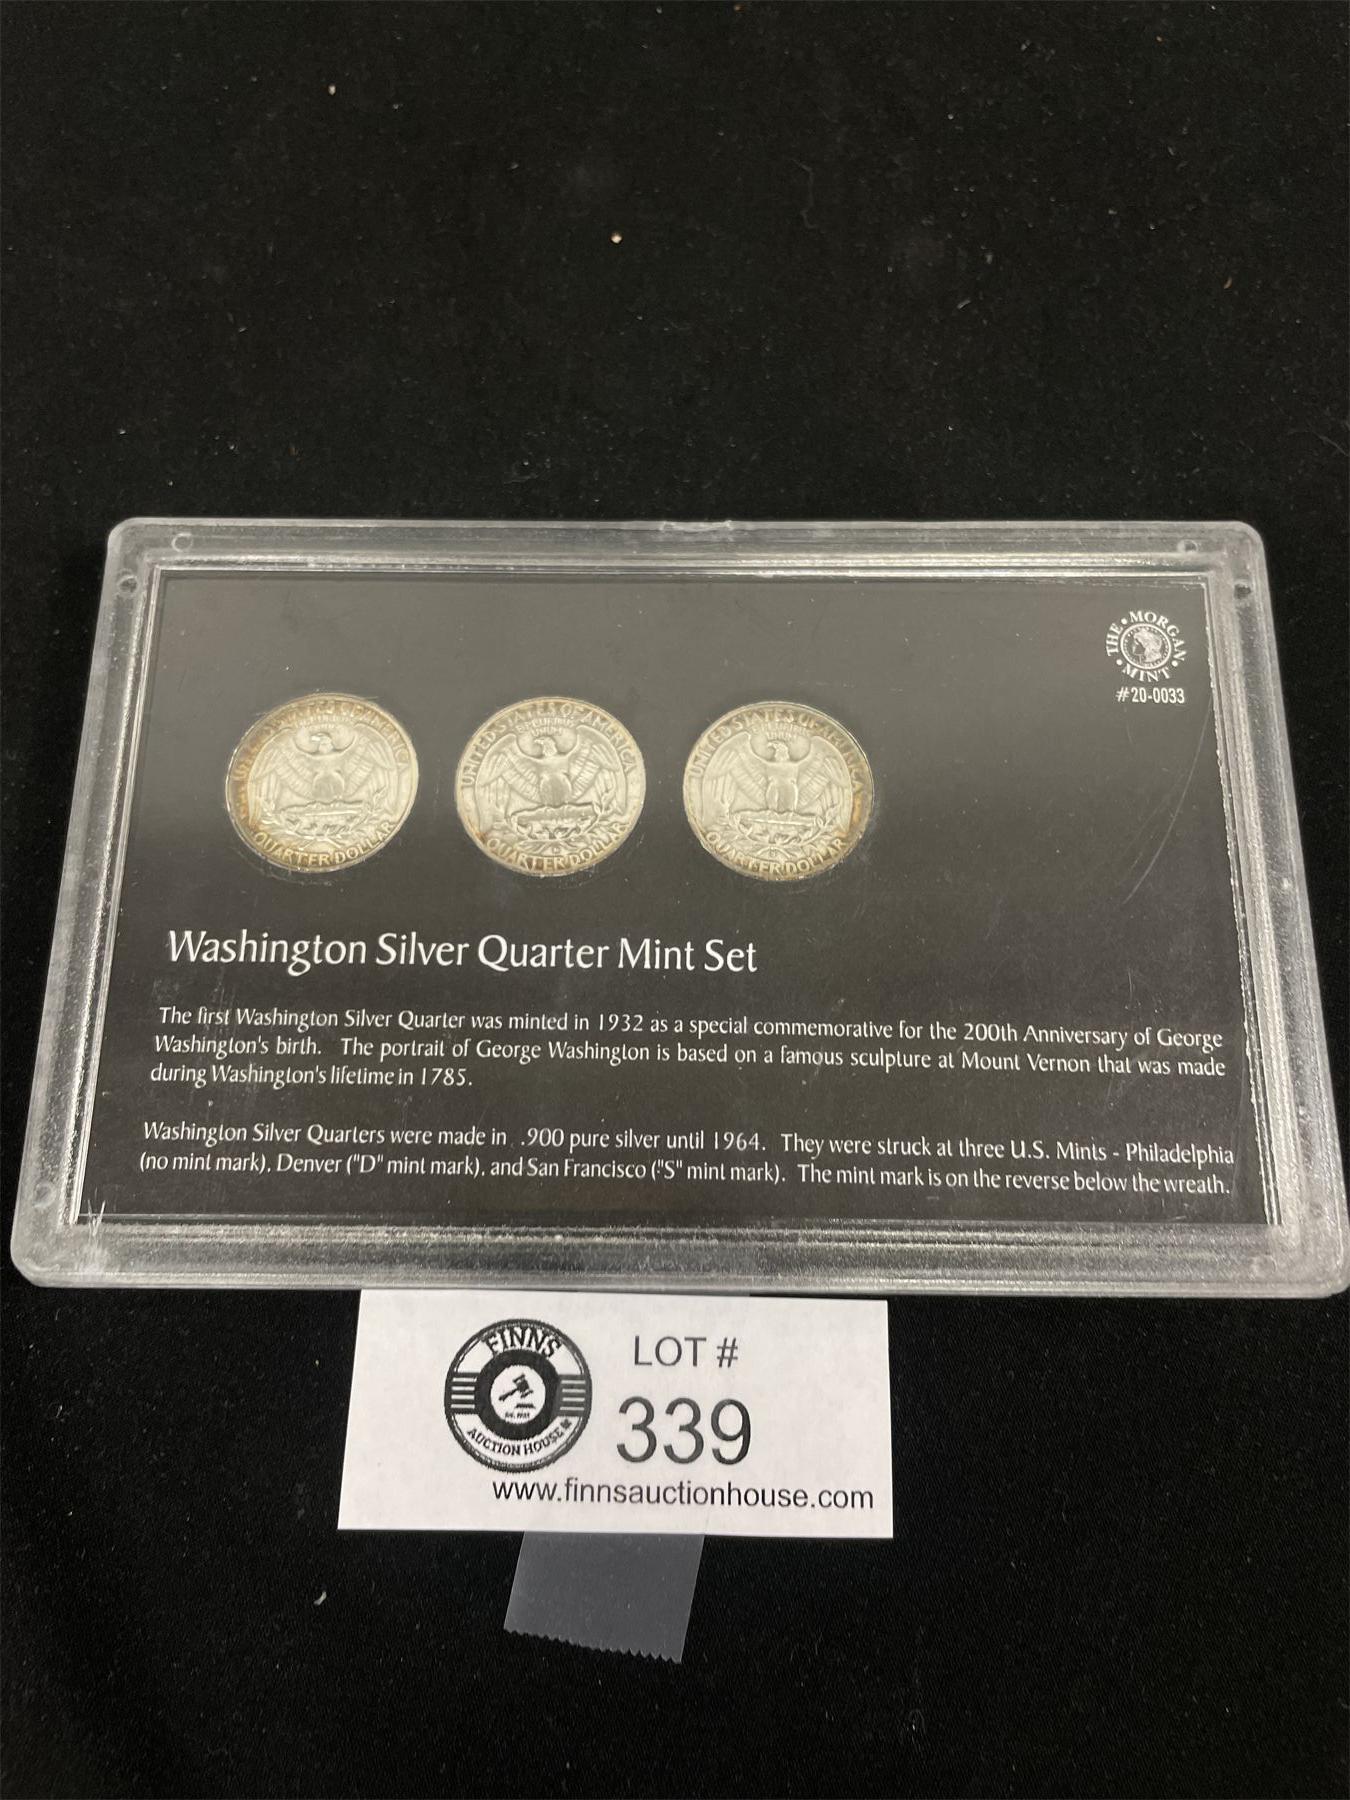 THE • MORGAN • MINT •
#20-0033
UNITED STATES OF AMERICA
QUARTER DOLLAR
UNITED STATES OF AMERICA
E PLURIBUS
UNUM
QUARTER DOLLAR
UNITED STATES OF AMERICA
E PLURIBUS
UNUM
QUARTER DOLLAR
Washington Silver Quarter Mint Set
The first Washington Silver Quarter was minted in 1932 as a special commemorative for the 200th Anniversary of George
Washington's birth. The portrait of George Washington is based on a famous sculpture at Mount Vernon that was made
during Washington's lifetime in 1785.
Washington Silver Quarters were made in .900 pure silver until 1964. They were struck at three U.S. Mints - Philadelphia
(no mint mark), Denver ("D" mint mark), and San Francisco ("S" mint mark). The mint mark is on the reverse below the wreath.
FINNS
AUCTION HOUSE
LOT #
339
www.finnsauctionhouse.com